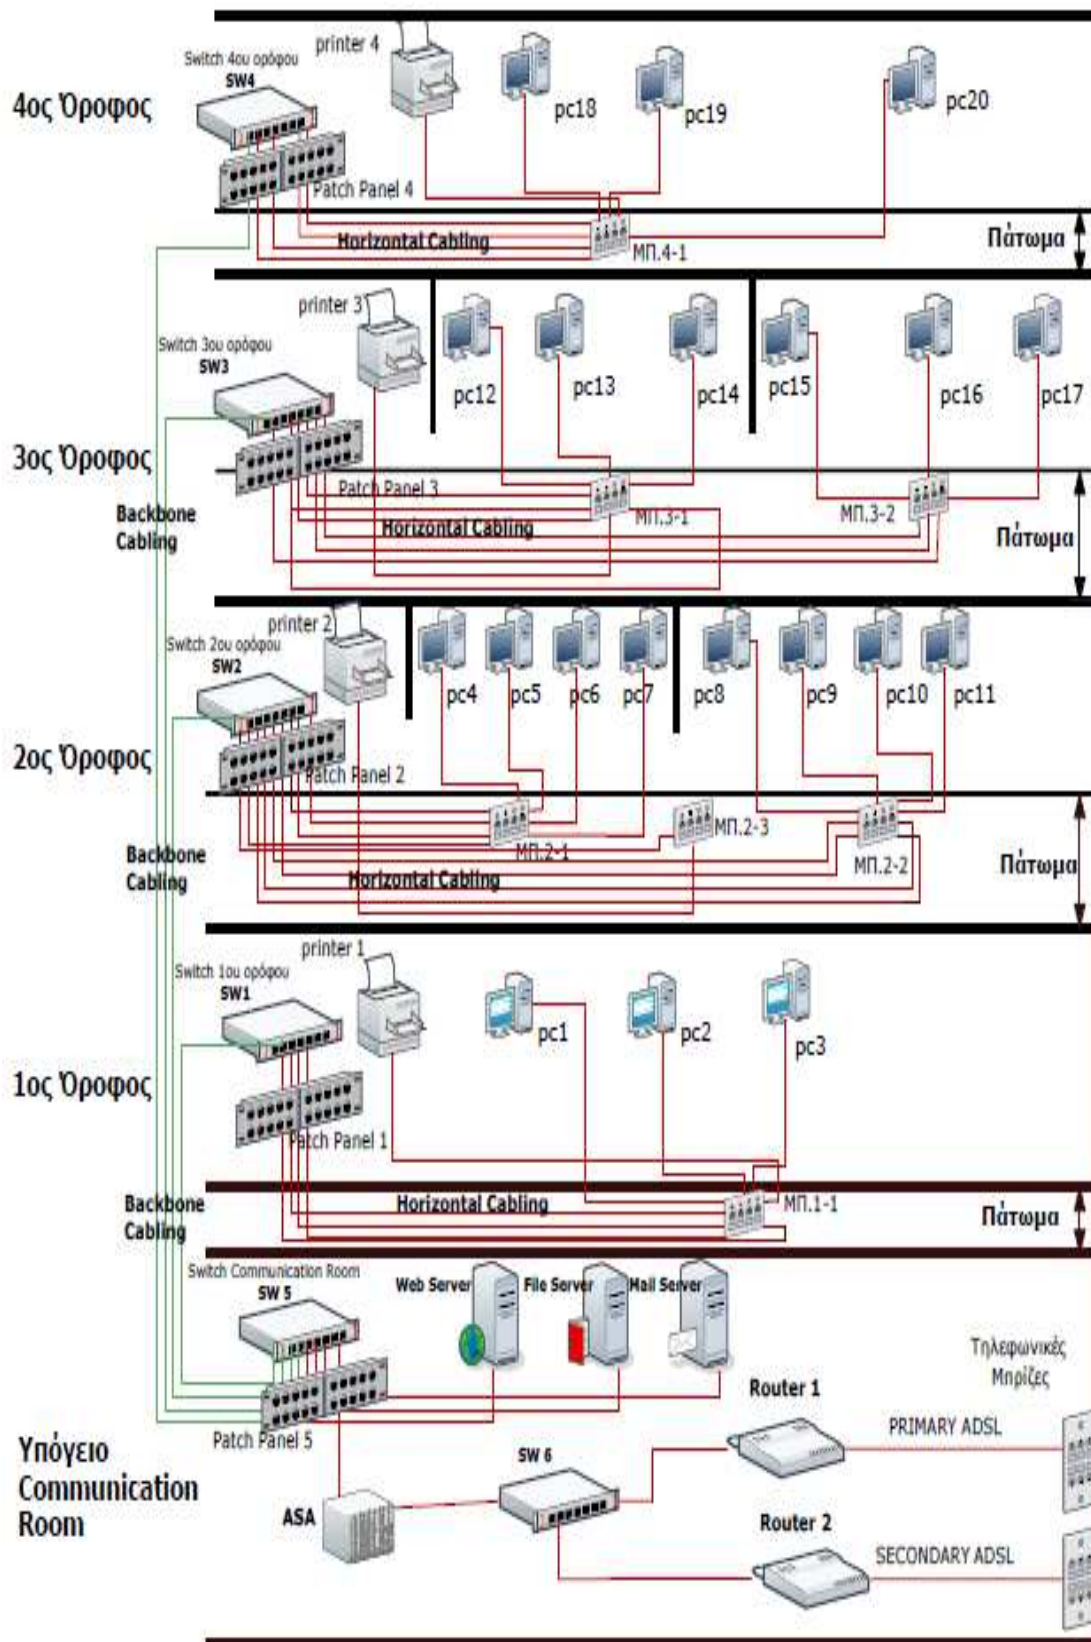 Switch 4ου ορόφου
SW4
printer 4
pc18
pc19
pc20
4ος Όροφος
Patch Panel 4
Horizontal Cabling
ΜΠ.4-1
Πάτωμα
printer 3
Switch 3ου ορόφου
SW3
pc12
pc13
pc14
pc15
pc16
pc17
3ος Όροφος
Patch Panel 3
Backbone
Cabling
Horizontal Cabling
ΜΠ.3-1
ΜΠ.3-2
Πάτωμα
printer 2
Switch 2ου ορόφου
SW2
pc4
pc5
pc6
pc7
pc8
pc9
pc10
pc11
2ος Όροφος
Patch Panel 2
ΜΠ.2-1
ΜΠ.2-3
ΜΠ.2-2
Backbone
Cabling
Horizontal Cabling
Πάτωμα
printer 1
Switch 1ου ορόφου
SW1
pc1
pc2
pc3
1ος Όροφος
Patch Panel 1
Backbone
Cabling
Horizontal Cabling
ΜΠ.1-1
Πάτωμα
Switch Communication Room
SW 5
Web Server
File Server
Mail Server
Τηλεφωνικές
Μπρίζες
Router 1
PRIMARY ADSL
Patch Panel 5
Υπόγειο
Communication
Room
SW 6
ASA
Router 2
SECONDARY ADSL